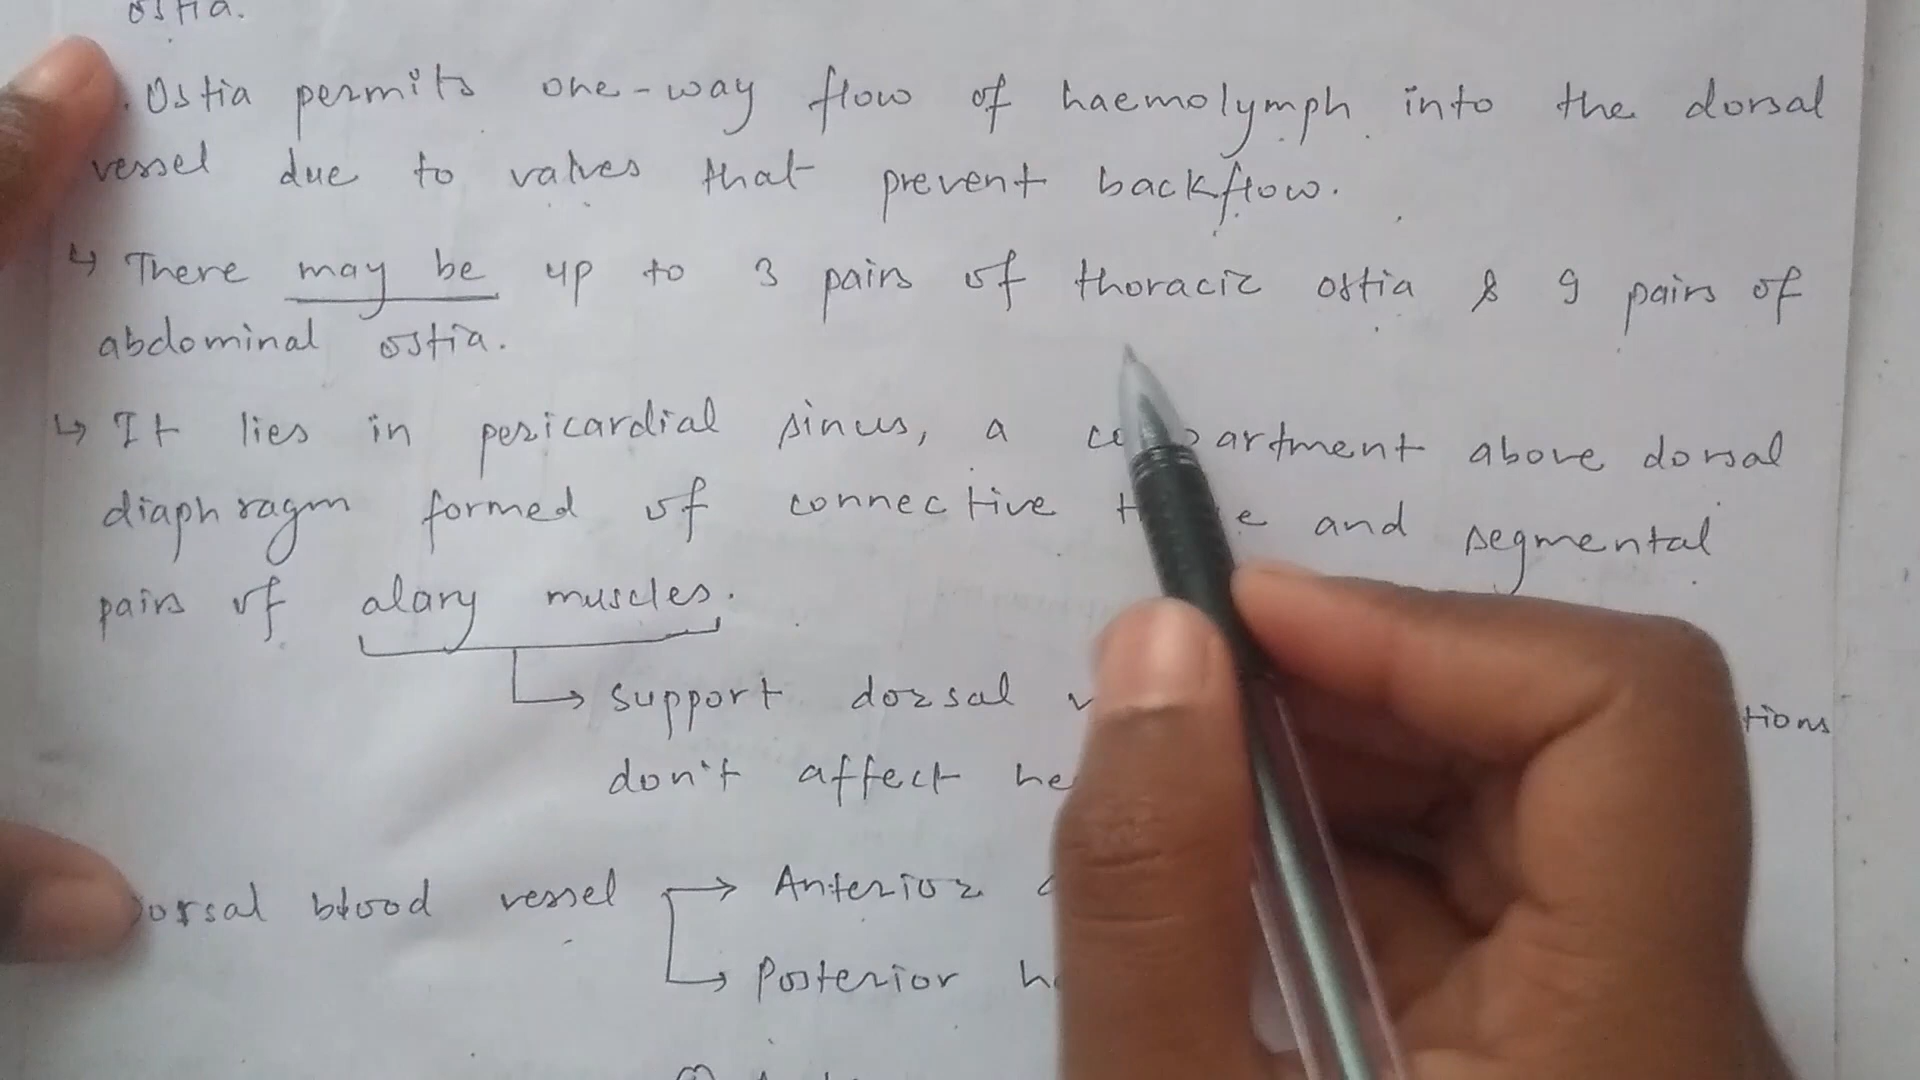 ostia.
. Ostia permits one-way flow of haemolymph into the dorsal
vessel due to valves that prevent backflow.
↳ There may be up to 3 pairs of thoracic ostia & 9 pairs of
abdominal ostia.
↳ It lies in pericardial sinus, a compartment above dorsal
diaphragm formed of connective and segmental
pairs of alary muscles.
↳ support dorsal tions
don't affect
Dorsal blood vessel → Anterior
↳ Posterior